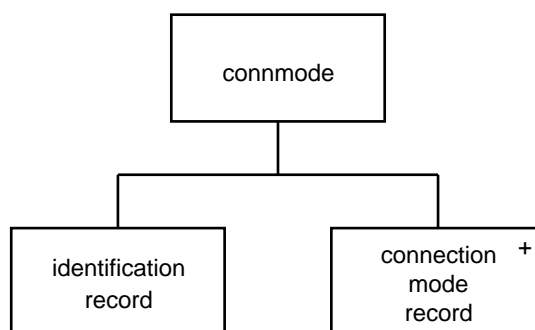 connmode
identification
record
connection +
mode
record